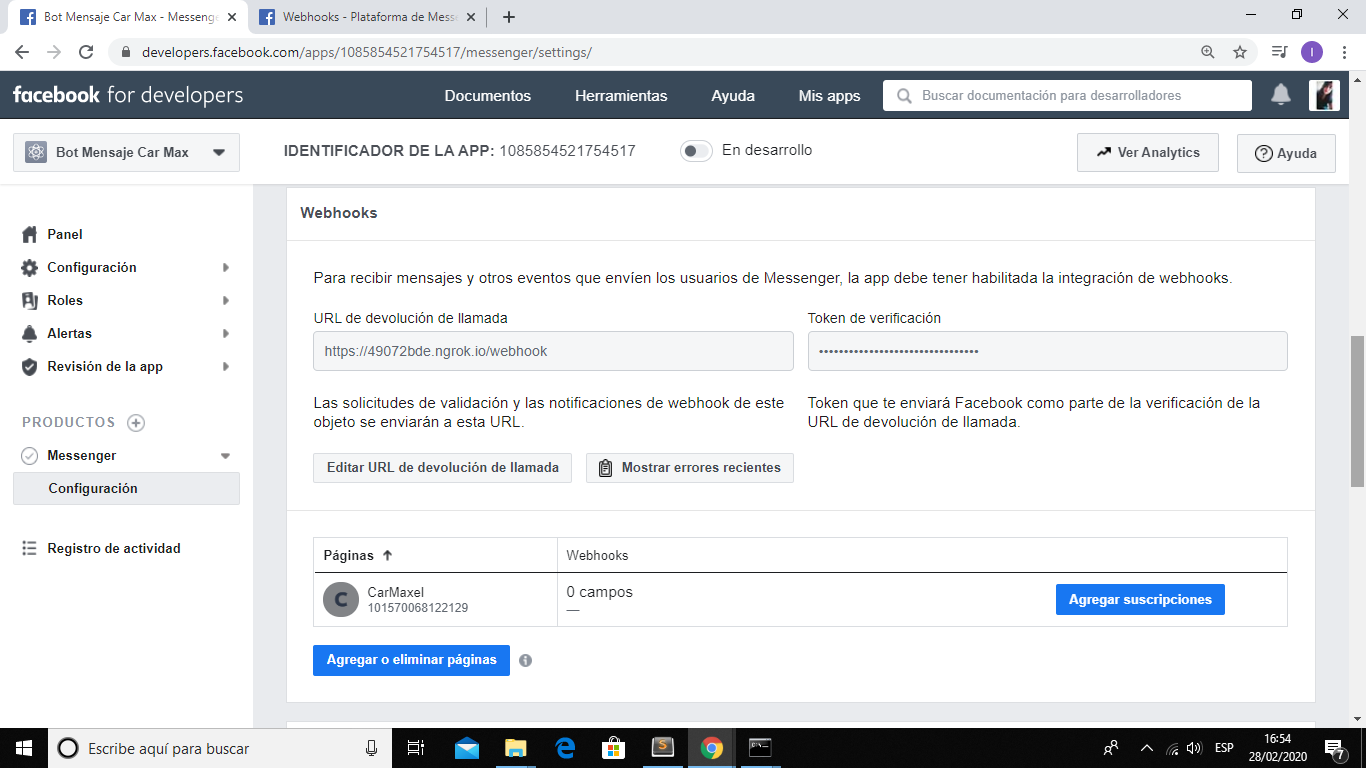 Bot Mensaje Car Max - Messenge
Webhooks - Plataforma de Mess
developers.facebook.com/apps/1085854521754517/messenger/settings/
I
facebook for developers
Documentos
Herramientas
Ayuda
Mis apps
Buscar documentación para desarrolladores
Bot Mensaje Car Max
IDENTIFICADOR DE LA APP: 1085854521754517
En desarrollo
Ver Analytics
Ayuda
Panel
Configuración
Roles
Alertas
Revisión de la app
PRODUCTOS
Messenger
Configuración
Registro de actividad
Webhooks
Para recibir mensajes y otros eventos que envíen los usuarios de Messenger, la app debe tener habilitada la integración de webhooks.
URL de devolución de llamada
https://49072bde.ngrok.io/webhook
Las solicitudes de validación y las notificaciones de webhook de este
objeto se enviarán a esta URL.
Token de verificación
••••••••••••••••••••••••••••••••
Token que te enviará Facebook como parte de la verificación de la
URL de devolución de llamada.
Editar URL de devolución de llamada
Mostrar errores recientes
Páginas
Webhooks
C
CarMaxel
101570068122129
0 campos
—
Agregar suscripciones
Agregar o eliminar páginas
Escribe aquí para buscar
S
ESP
16:54
28/02/2020
7